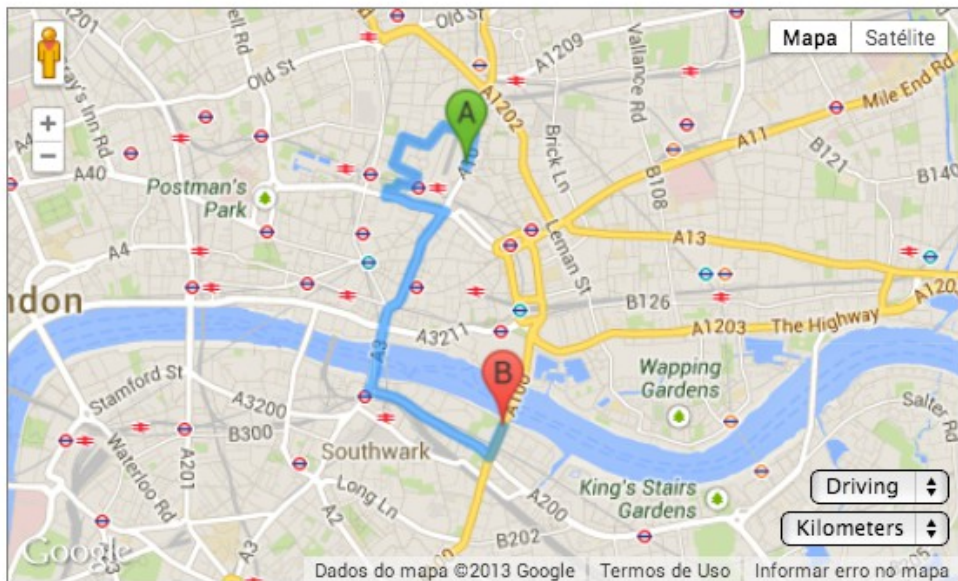 A201
Old St
A1209
Vallance Rd
Mapa
Satélite
Old St
A1202
Mile End Rd
A
A10
Brick Ln
A11
B121
A40
Postman's
Park
B108
B140
A4
Leman St
A13
ndon
B126
A3211
A1203
The Highway
A3
B
A100
Wapping
Gardens
Stamford St
A3200
B300
Southwark
Salter Rd
Waterloo Rd
A201
Long Ln
A200
King's Stairs
Gardens
Driving
A2
B202
Kilometers
A3
Google
Dados do mapa ©2013 Google
Termos de Uso
Informar erro no mapa